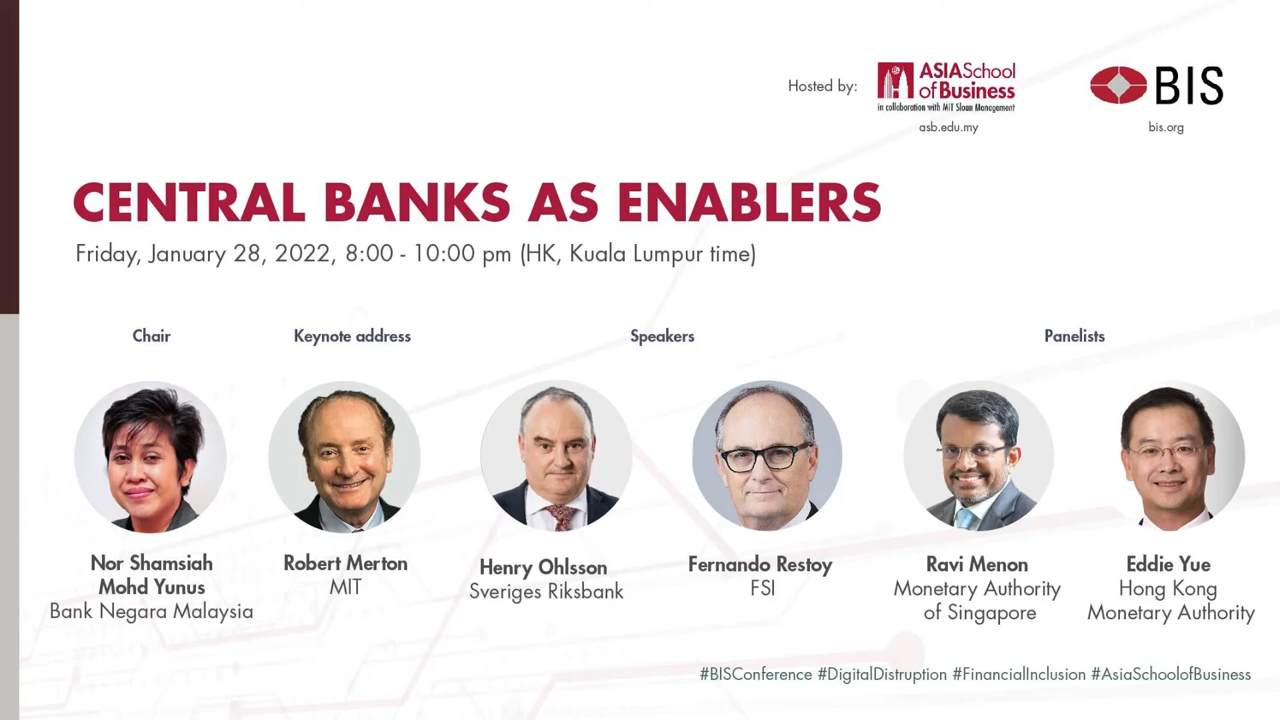 Hosted by:
ASIASchool
of Business
in collaboration with MIT Sloan Management
asb.edu.my
BIS
bis.org
CENTRAL BANKS AS ENABLERS
Friday, January 28, 2022, 8:00 - 10:00 pm (HK, Kuala Lumpur time)
Chair
Keynote address
Speakers
Panelists
Nor Shamsiah
Mohd Yunus
Bank Negara Malaysia
Robert Merton
MIT
Henry Ohlsson
Sveriges Riksbank
Fernando Restoy
FSI
Ravi Menon
Monetary Authority
of Singapore
Eddie Yue
Hong Kong
Monetary Authority
#BISConference #DigitalDistruption #FinancialInclusion #AsiaSchoolofBusiness